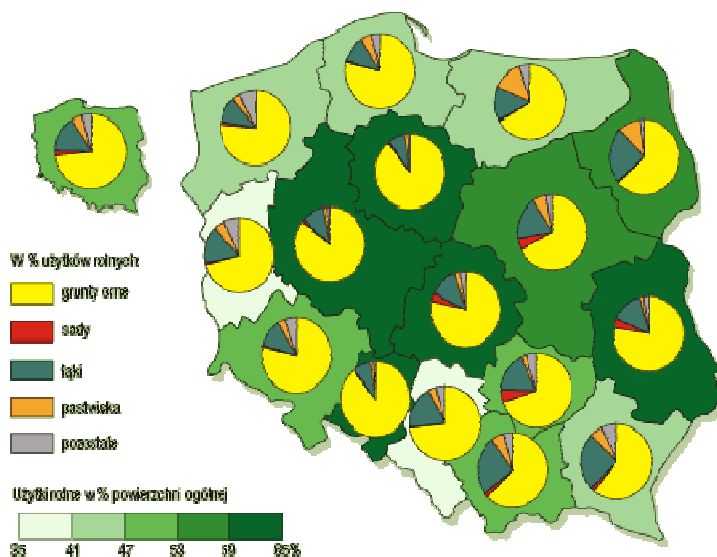 W % użytków rolnych:
grunty orne
sady
łąki
pastwiska
pozostałe
Użytki rolne w % powierzchni ogólnej
35 41 47 53 59 65%